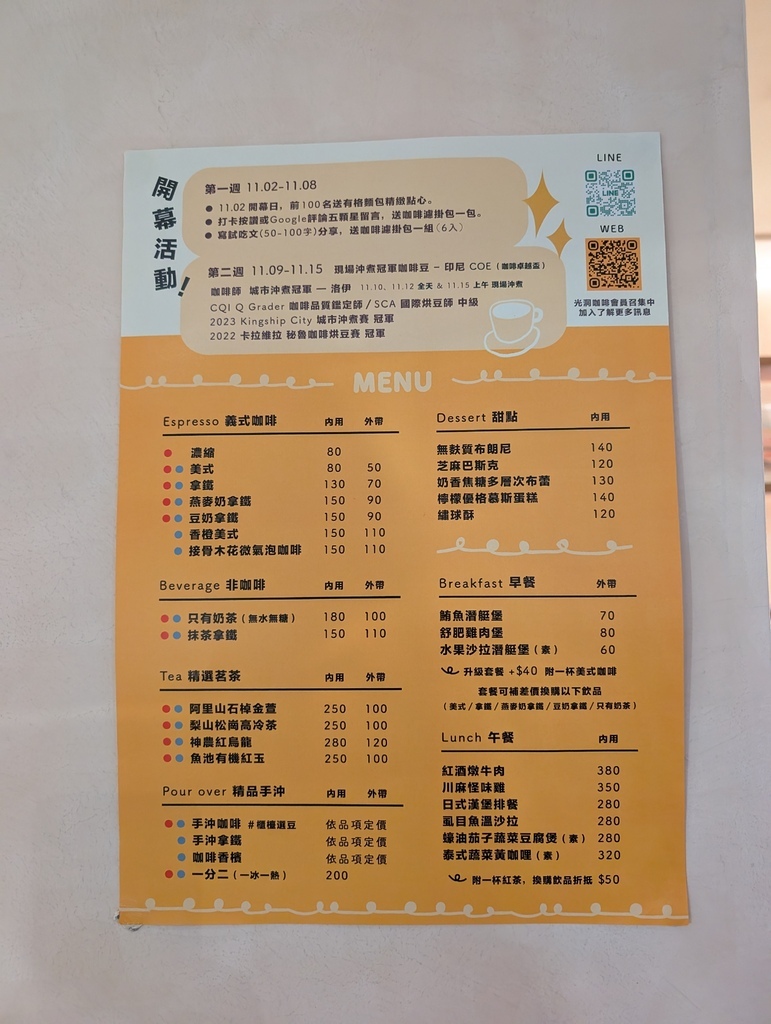 開幕活動!
第一週 11.02-11.08
● 11.02 開幕日，前100名送有格麵包精緻點心。
● 打卡按讚或Google評論五顆星留言，送咖啡濾掛包一包。
● 寫試吃文(50-100字)分享，送咖啡濾掛包一組(6入)
第二週 11.09-11.15 現場沖煮冠軍咖啡豆 – 印尼 COE (咖啡卓越盃)
咖啡師 城市沖煮冠軍 — 洛伊 11.10、11.12 全天 & 11.15 上午 現場沖煮
CQI Q Grader 咖啡品質鑑定師/SCA 國際烘豆師 中級
2023 Kingship City 城市沖煮賽 冠軍
2022 卡拉維拉 秘魯咖啡烘豆賽 冠軍
LINE
WEB
光洞咖啡會員召集中
加入了解更多訊息
MENU
Espresso 義式咖啡 內用 外帶
濃縮 80
美式 80 50
拿鐵 130 70
燕麥奶拿鐵 150 90
豆奶拿鐵 150 90
香橙美式 150 110
接骨木花微氣泡咖啡 150 110
Beverage 非咖啡 內用 外帶
只有奶茶 (無水無糖) 180 100
抹茶拿鐵 150 110
Tea 精選茗茶 內用 外帶
阿里山石棹金萱 250 100
梨山松崗高冷茶 250 100
神農紅烏龍 280 120
魚池有機紅玉 250 100
Pour over 精品手沖 內用 外帶
手沖咖啡 #櫃檯選豆 依品項定價
手沖拿鐵 依品項定價
咖啡香檳 依品項定價
一分二 (一冰一熱) 200
Dessert 甜點 內用
無麩質布朗尼 140
芝麻巴斯克 120
奶香焦糖多層次布蕾 130
檸檬優格慕斯蛋糕 140
繡球酥 120
Breakfast 早餐 外帶
鮪魚潛艇堡 70
舒肥雞肉堡 80
水果沙拉潛艇堡 (素) 60
升級套餐 +$40 附一杯美式咖啡
套餐可補差價換購以下飲品
(美式/拿鐵/燕麥奶拿鐵/豆奶拿鐵/只有奶茶)
Lunch 午餐 內用
紅酒燉牛肉 380
川麻怪味雞 350
日式漢堡排餐 280
虱目魚溫沙拉 280
蠔油茄子蔬菜豆腐煲 (素) 280
泰式蔬菜黃咖哩 (素) 320
附一杯紅茶，換購飲品折抵 $50